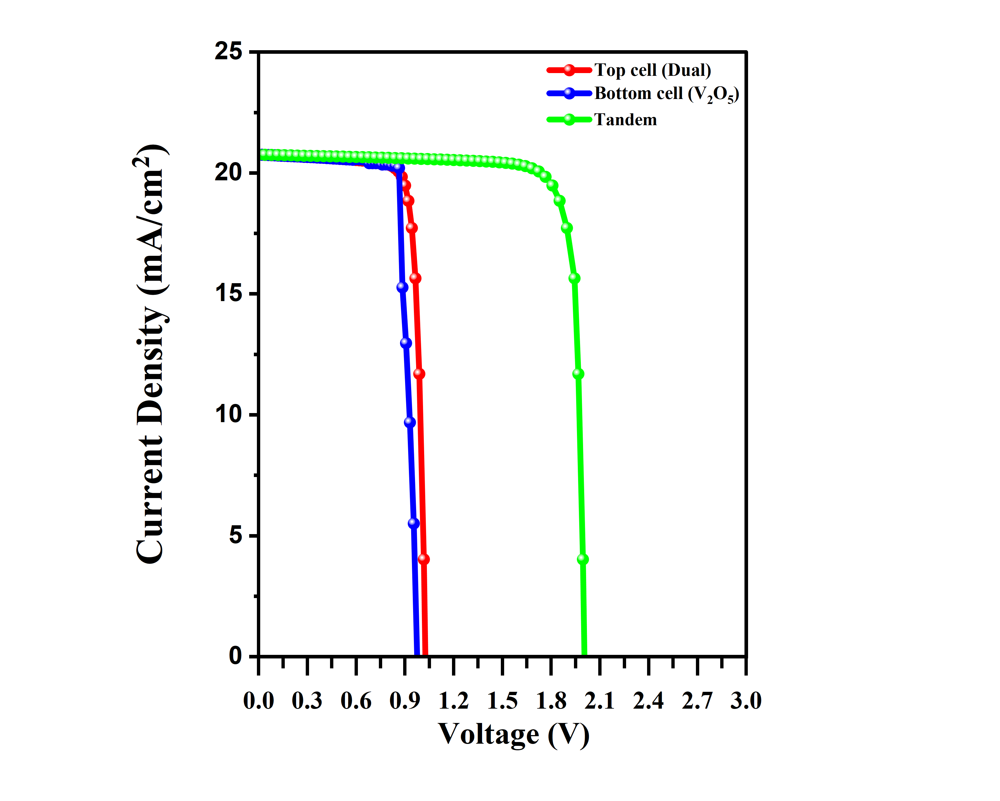 25
20
15
10
5
0
Current Density (mA/cm²)
Top cell (Dual)
Bottom cell (V₂O₅)
Tandem
0.0 0.3 0.6 0.9 1.2 1.5 1.8 2.1 2.4 2.7 3.0
Voltage (V)